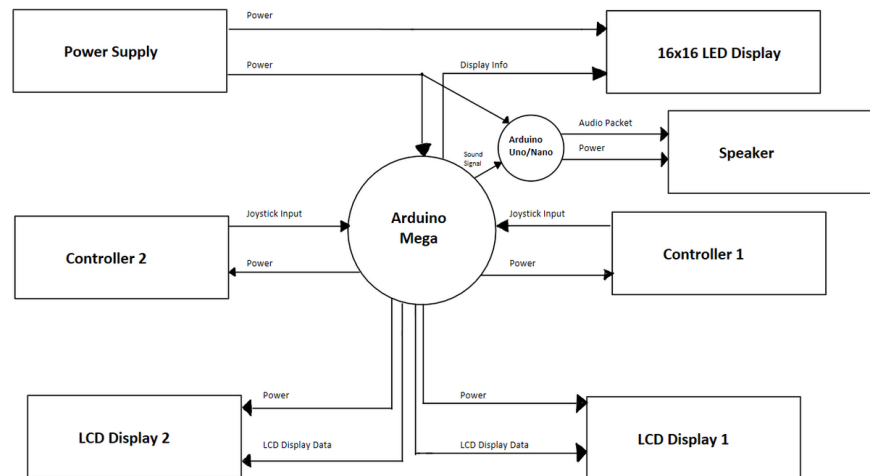 Power
Power Supply
16x16 LED Display
Power
Display Info
Audio Packet
Arduino
Uno/Nano
Power
Speaker
Sound
Signal
Joystick Input
Arduino
Mega
Joystick Input
Controller 2
Controller 1
Power
Power
Power
Power
LCD Display 2
LCD Display 1
LCD Display Data
LCD Display Data